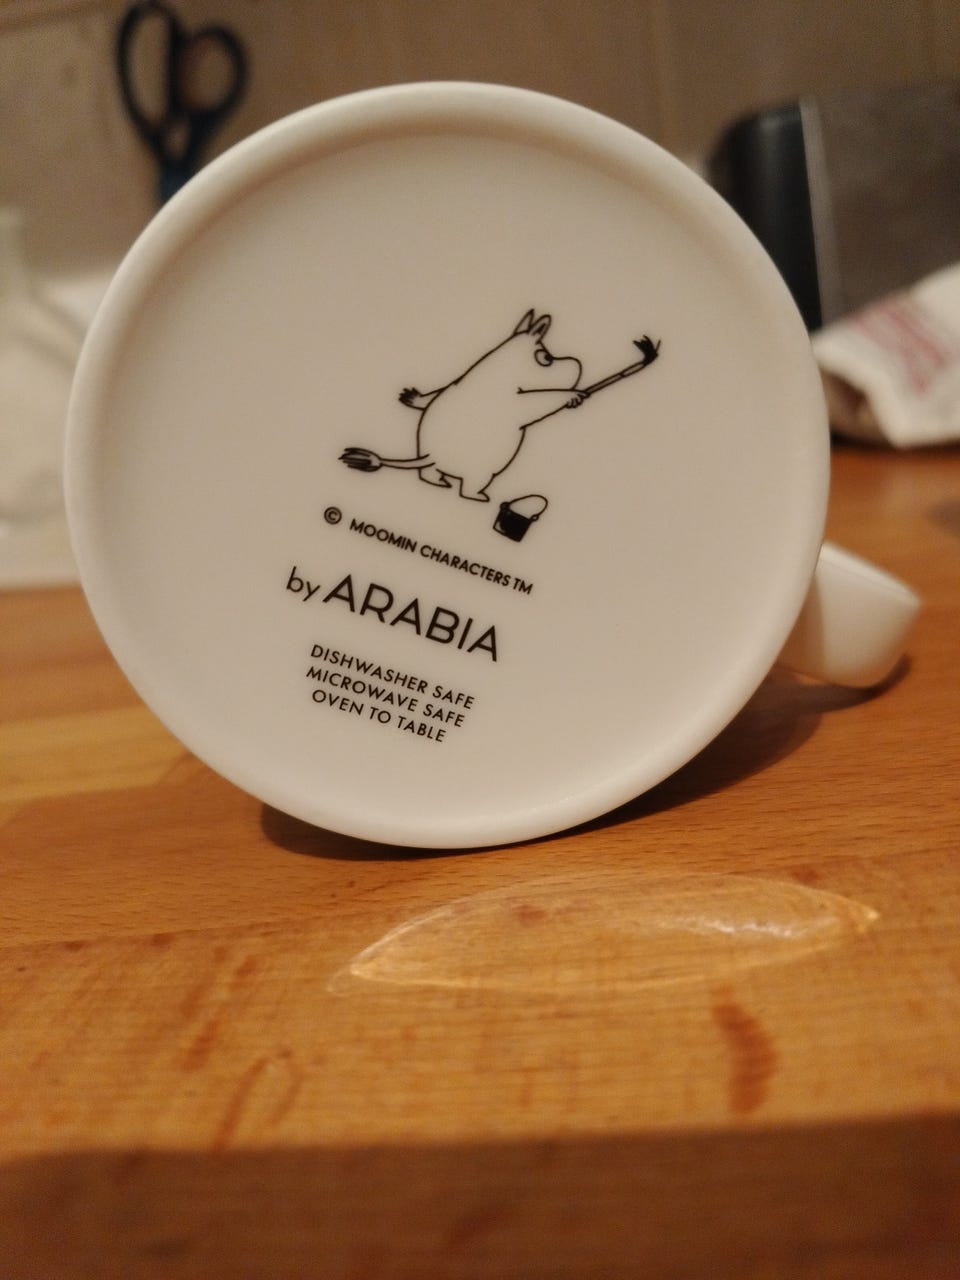 © MOOMIN CHARACTERS TM
by ARABIA
DISHWASHER SAFE
MICROWAVE SAFE
OVEN TO TABLE